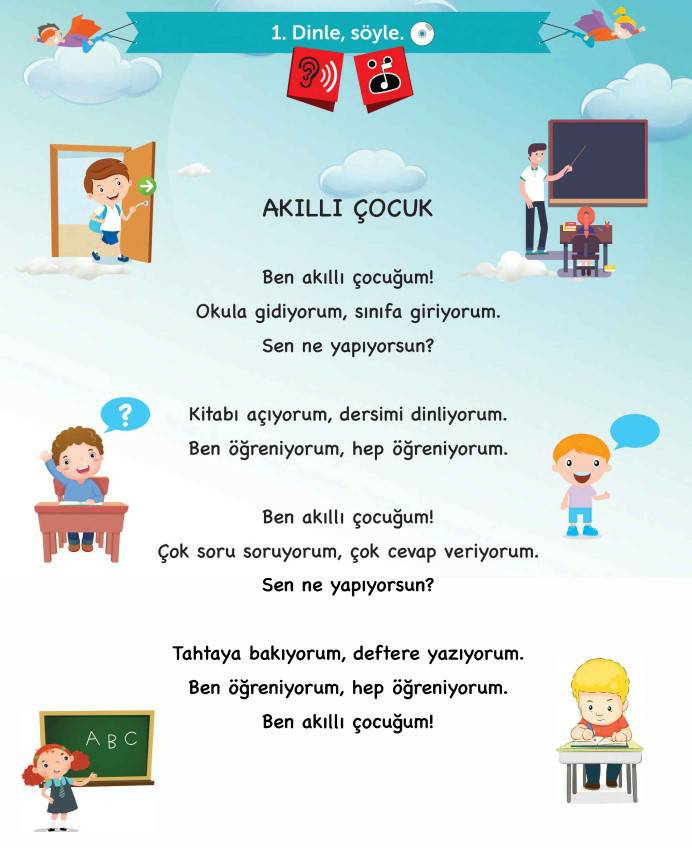 1. Dinle, söyle.
AKILLI ÇOCUK
Ben akıllı çocuğum!
Okula gidiyorum, sınıfa giriyorum.
Sen ne yapıyorsun?
Kitabı açıyorum, dersimi dinliyorum.
Ben öğreniyorum, hep öğreniyorum.
?
Ben akıllı çocuğum!
Çok soru soruyorum, çok cevap veriyorum.
Sen ne yapıyorsun?
Tahtaya bakıyorum, deftere yazıyorum.
Ben öğreniyorum, hep öğreniyorum.
Ben akıllı çocuğum!
A B C